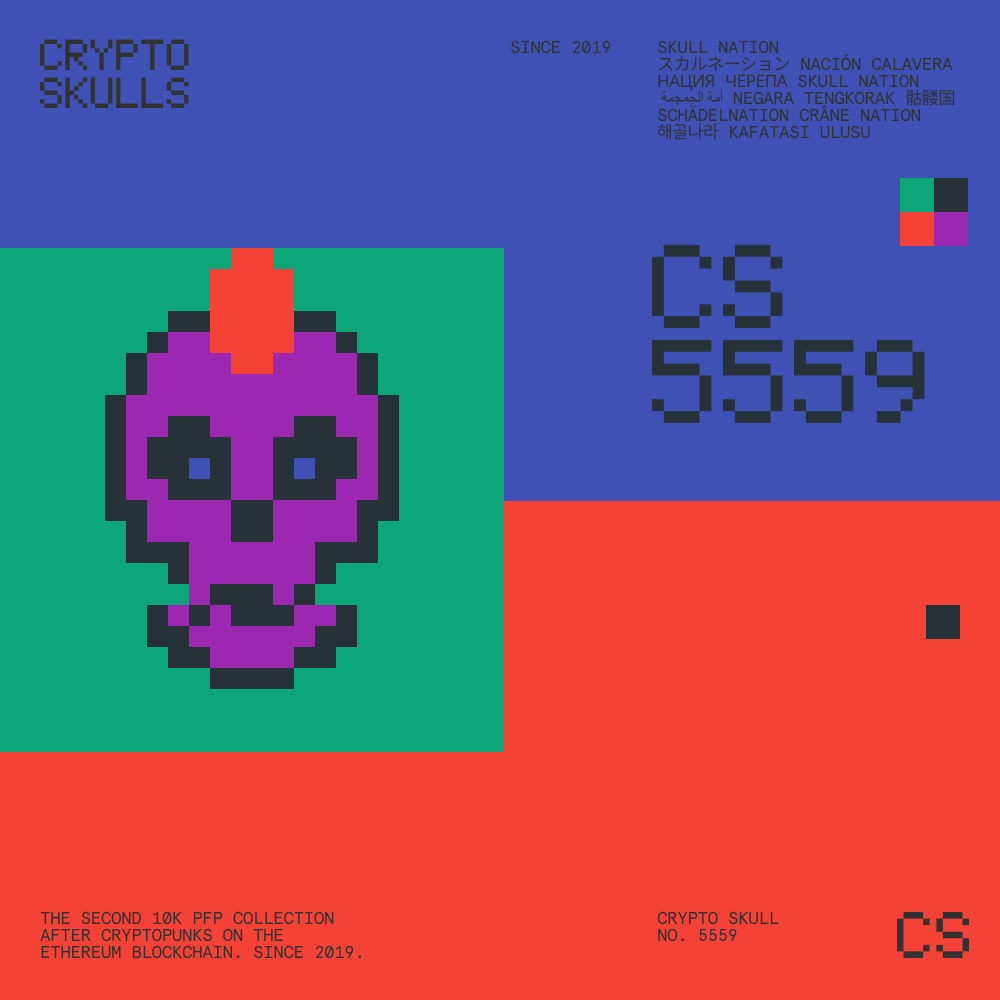 CRYPTO
SKULLS
SINCE 2019
SKULL NATION
スカルネーション NACIÓN CALAVERA
НАЦИЯ ЧЕРЕПА SKULL NATION
أمة الجمجمة NEGARA TENGKORAK 骷髅国
SCHÄDELNATION CRÂNE NATION
해골나라 KAFATASI ULUSU
CS
5559
THE SECOND 10K PFP COLLECTION
AFTER CRYPTOPUNKS ON THE
ETHEREUM BLOCKCHAIN. SINCE 2019.
CRYPTO SKULL
NO. 5559
CS